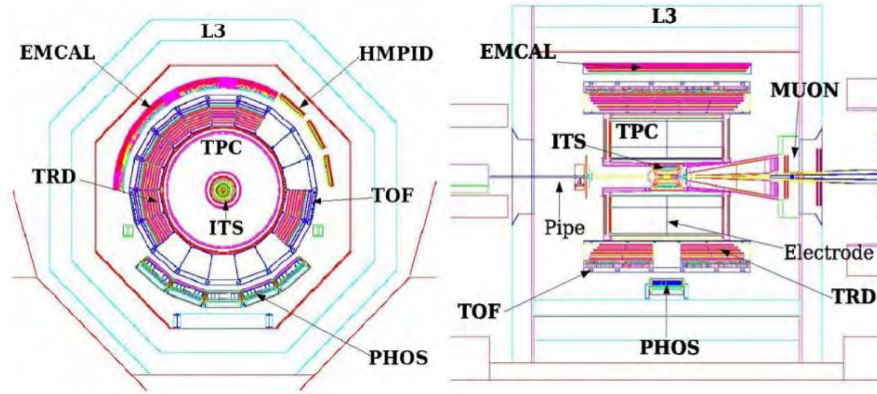 L3
EMCAL
HMPID
TPC
TRD
TOF
ITS
PHOS
L3
EMCAL
MUON
TPC
ITS
Pipe
Electrode
TOF
TRD
PHOS